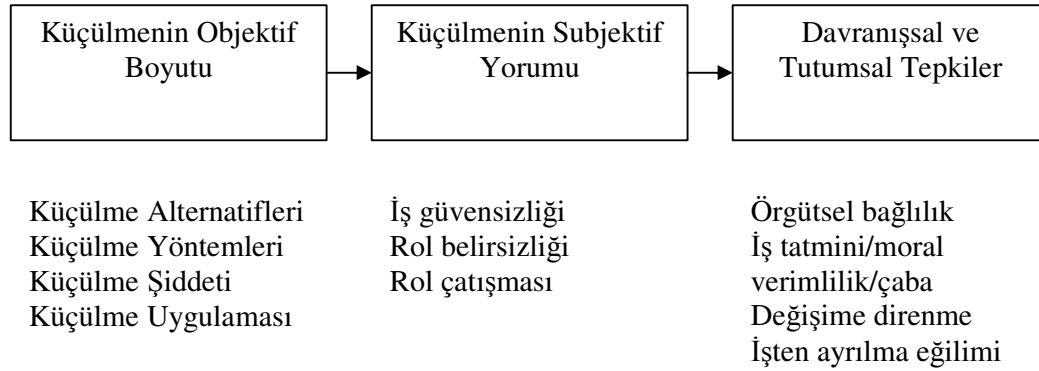 Küçülmenin Objektif
Boyutu
Küçülmenin Subjektif
Yorumu
Davranışsal ve
Tutumsal Tepkiler
Küçülme Alternatifleri
Küçülme Yöntemleri
Küçülme Şiddeti
Küçülme Uygulaması
İş güvensizliği
Rol belirsizliği
Rol çatışması
Örgütsel bağlılık
İş tatmini/moral
verimlilik/çaba
Değişime direnme
İşten ayrılma eğilimi